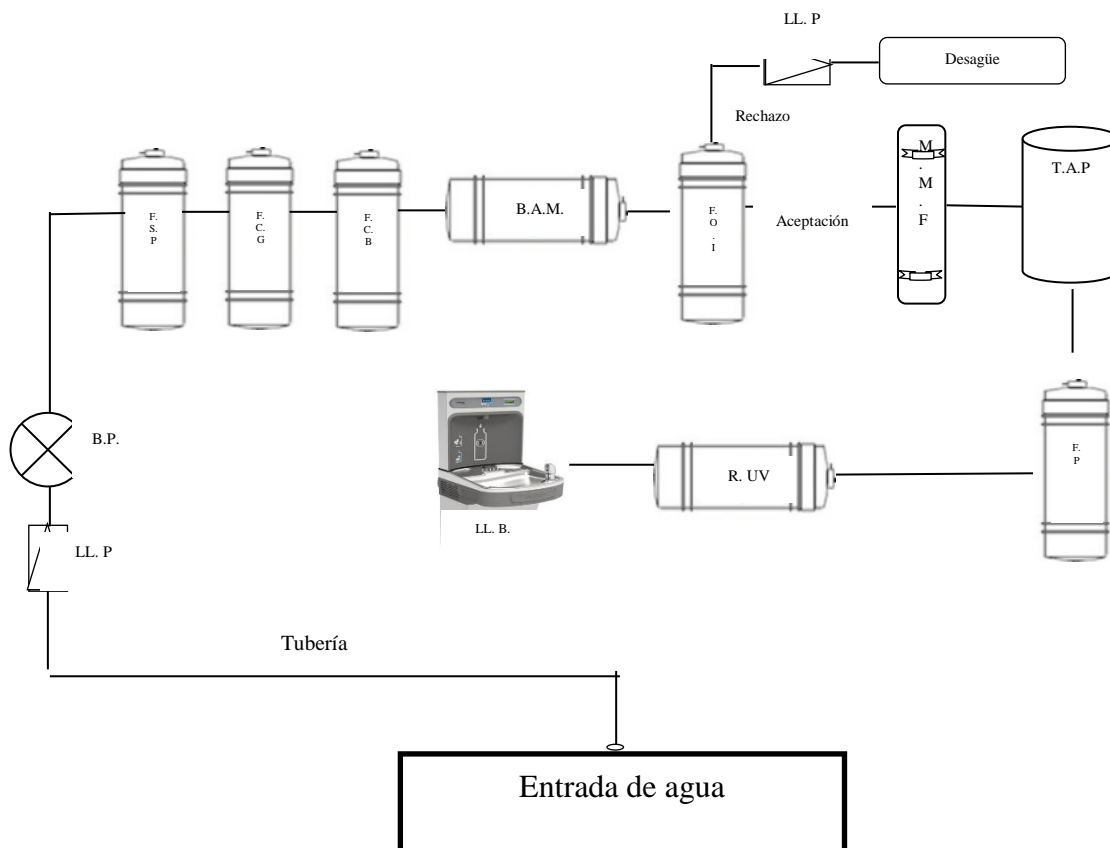 LL. P
Desagüe
Rechazo
F.
S.
P
F.
C.
G
F.
C.
B
B.A.M.
F.
O
. I
Aceptación
M
.
M
.
F
T.A.P
B.P.
F.
P
R. UV
LL. B.
LL. P
Tubería
Entrada de agua